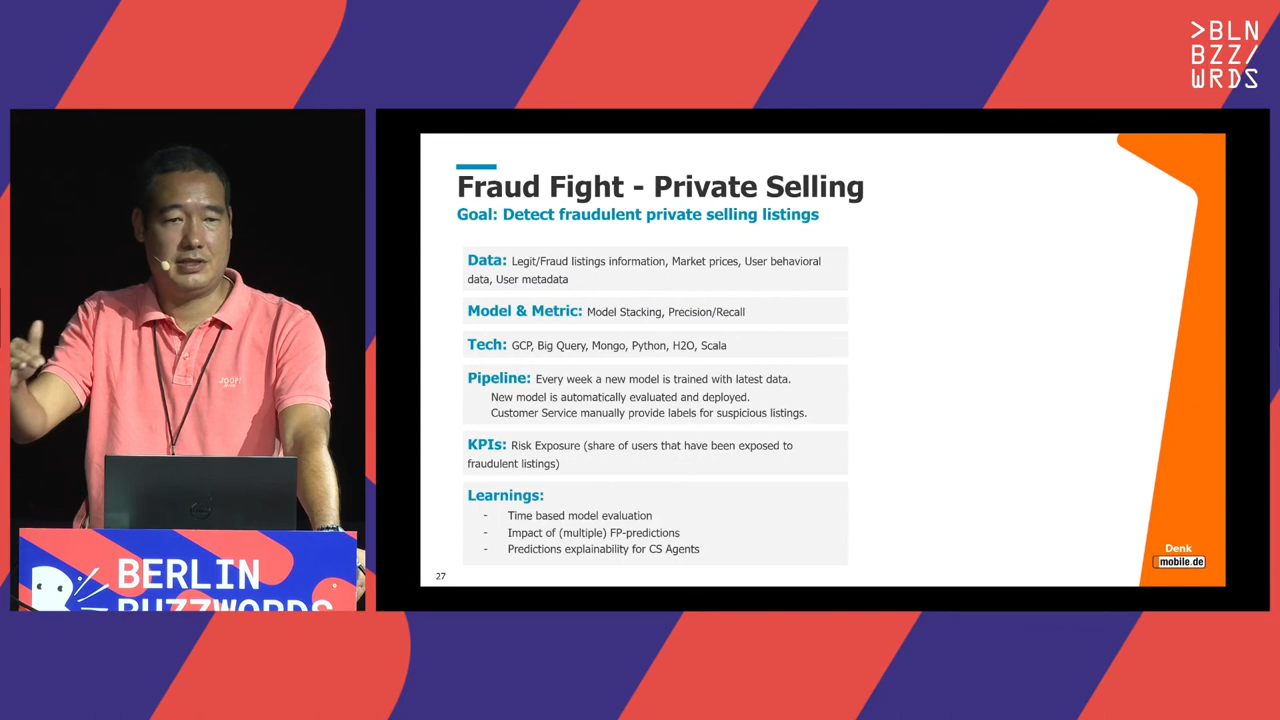 >BLN
BZZ/
WRDS
Fraud Fight - Private Selling
Goal: Detect fraudulent private selling listings
Data: Legit/Fraud listings information, Market prices, User behavioral
data, User metadata
Model & Metric: Model Stacking, Precision/Recall
Tech: GCP, Big Query, Mongo, Python, H2O, Scala
Pipeline: Every week a new model is trained with latest data.
New model is automatically evaluated and deployed.
Customer Service manually provide labels for suspicious listings.
KPIs: Risk Exposure (share of users that have been exposed to
fraudulent listings)
Learnings:
- Time based model evaluation
- Impact of (multiple) FP-predictions
- Predictions explainability for CS Agents
27
Denk
mobile.de
JOOP!
BERLIN
BUZZWORDS